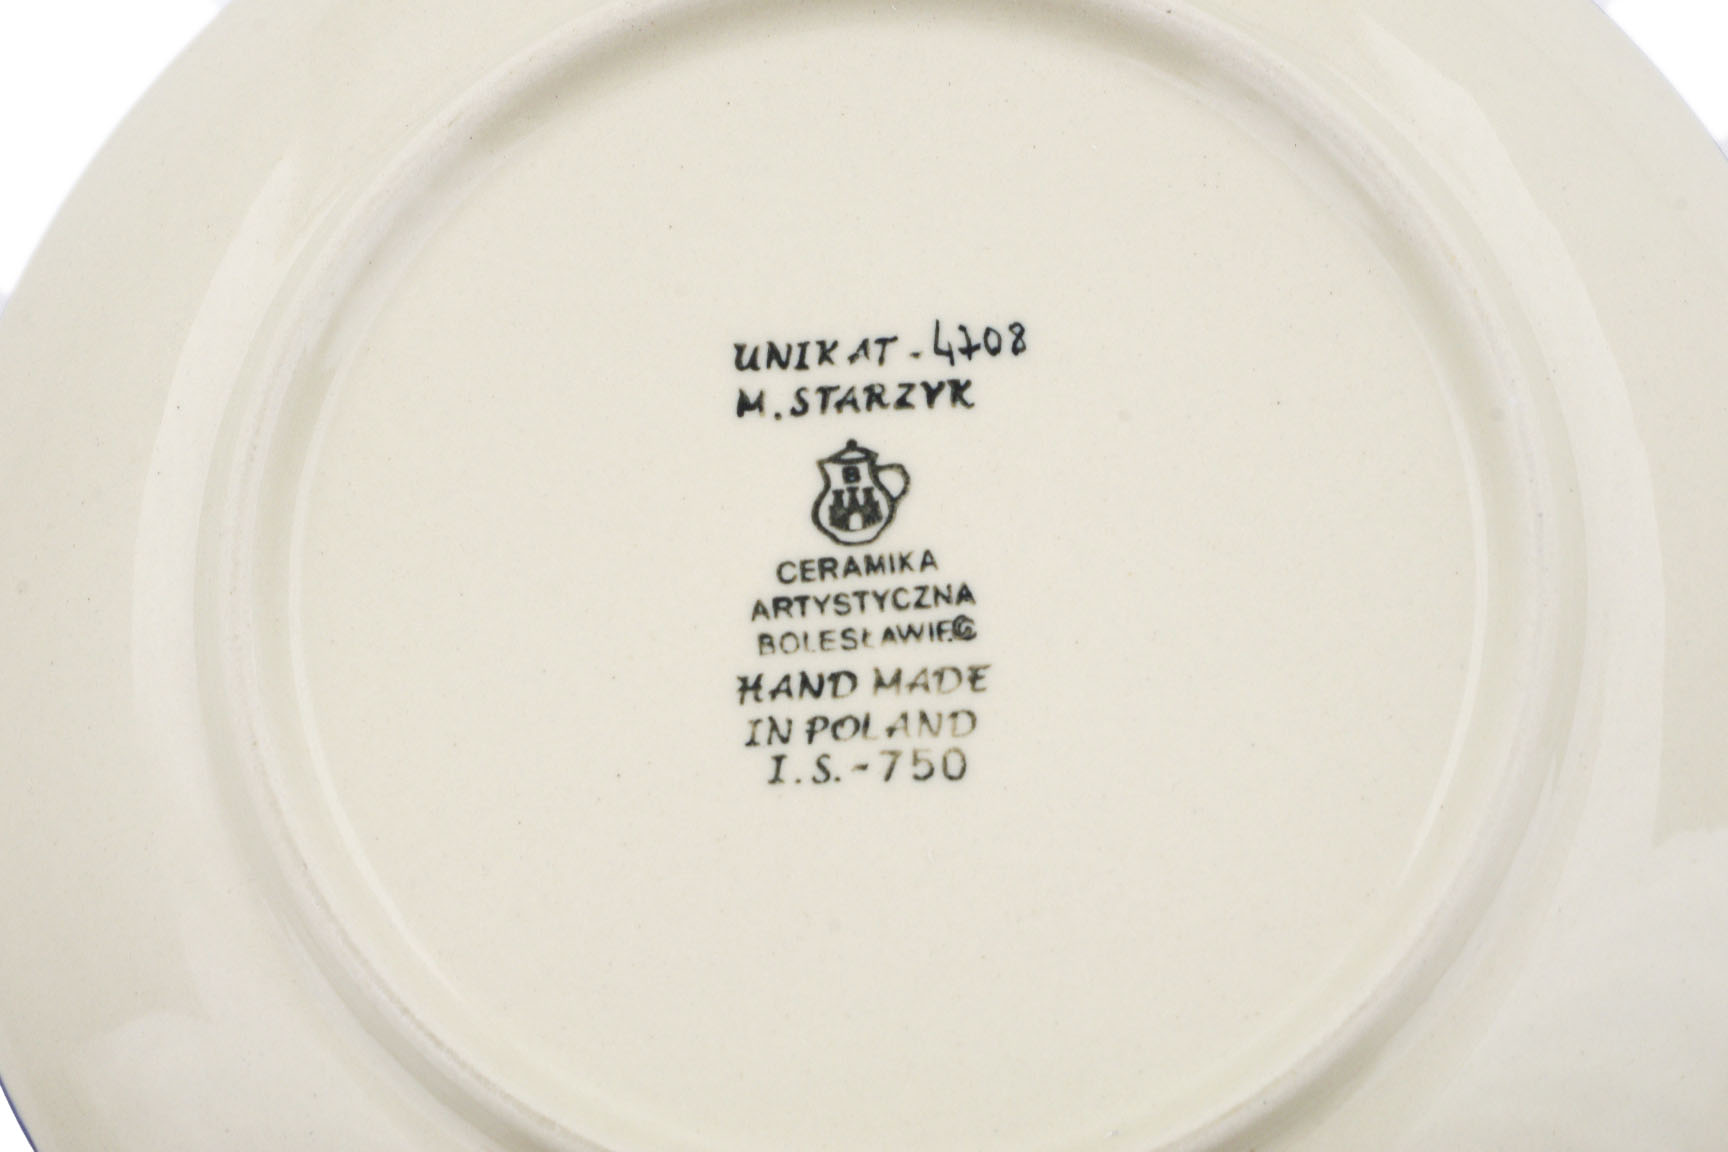 UNIKAT - 4708
M. STARZYK
B
CERAMIKA
ARTYSTYCZNA
BOLESŁAWIEC
HAND MADE
IN POLAND
I.S.-750